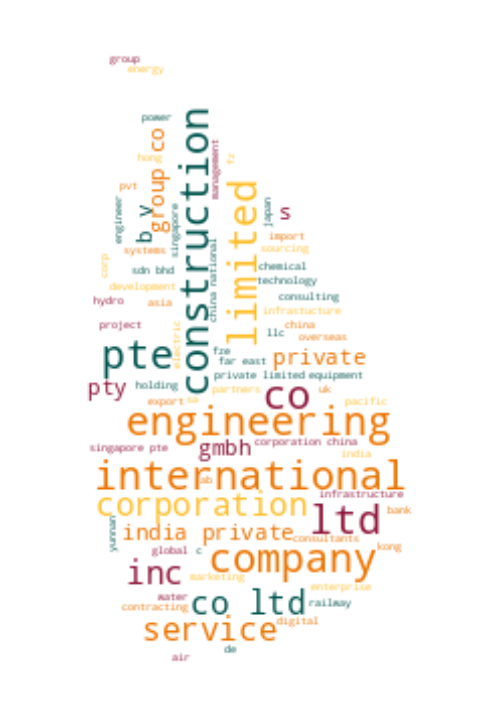 group
energy
power
construction
group co
hong
management
fz
pvt
limited
engineer
b v
singapore
japan
s
import
systems
china national
sourcing
corp
sdn bhd
chemical
development
technology
hydro
asia
consulting
infrastucture
project
electric
llc
china
overseas
pte
fze
far east
private
pty
holding
private limited
equipment
partners
co
uk
export
sa
pacific
engineering
singapore pte
gmbh
corporation china
india
international
ab
corporation
infrastructure
ltd
bank
yunnan
india private
consultants
global
c
company
kong
inc
marketing
enterprise
water
contracting
co ltd
railway
service
digital
de
air